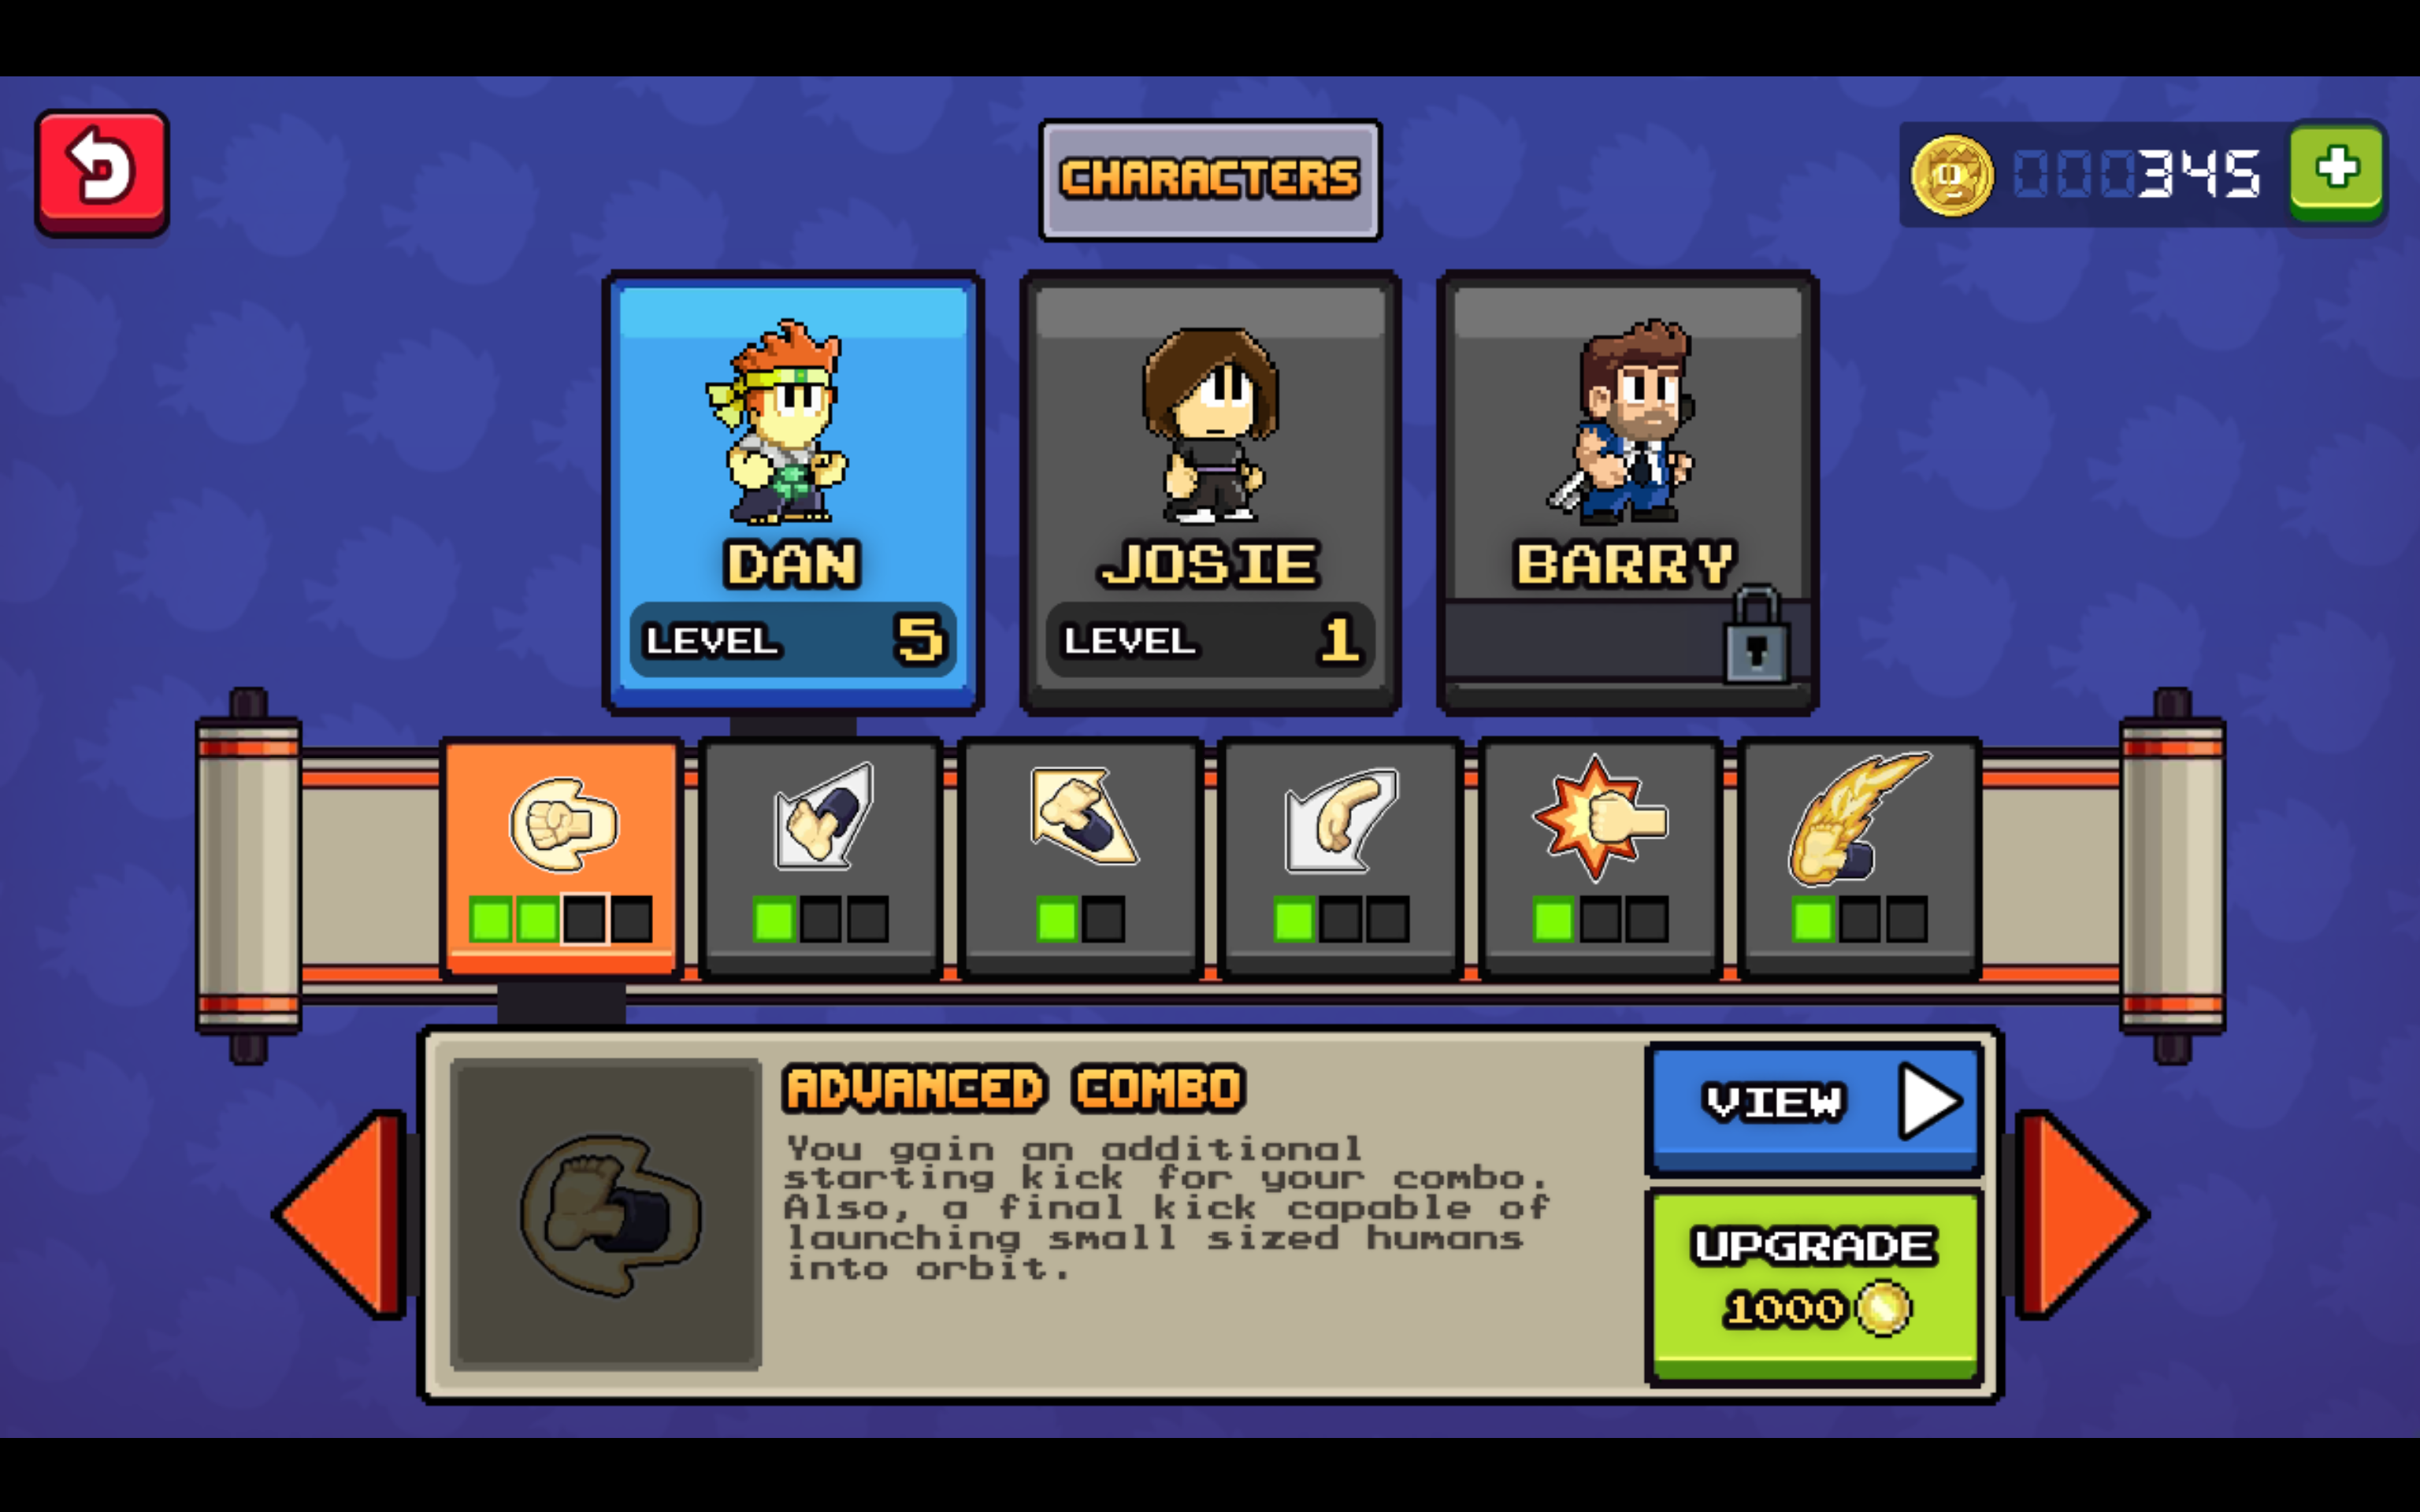 CHARACTERS
000345
DAN
LEVEL 5
JOSIE
LEVEL 1
BARRY
ADVANCED COMBO
You gain an additional
starting kick for your combo.
Also, a final kick capable of
launching small sized humans
into orbit.
VIEW
UPGRADE
1000